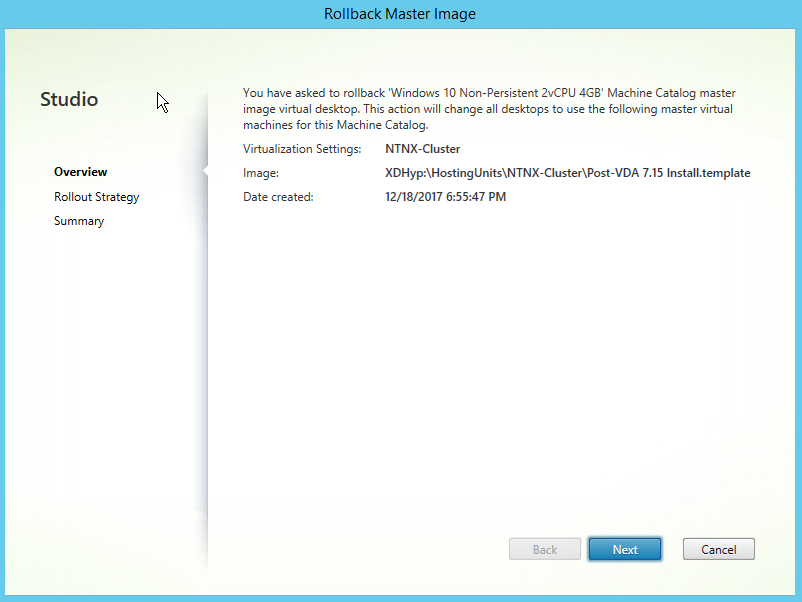 Rollback Master Image
Studio
Overview
Rollout Strategy
Summary
You have asked to rollback 'Windows 10 Non-Persistent 2vCPU 4GB' Machine Catalog master
image virtual desktop. This action will change all desktops to use the following master virtual
machines for this Machine Catalog.
Virtualization Settings: NTNX-Cluster
Image: XDHyp:\HostingUnits\NTNX-Cluster\Post-VDA 7.15 Install.template
Date created: 12/18/2017 6:55:47 PM
Back Next Cancel